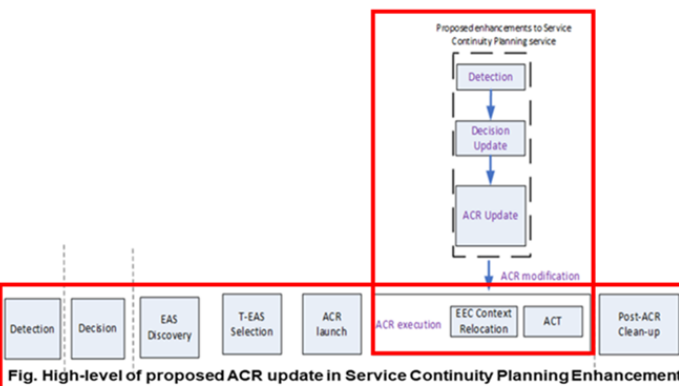 Proposed enhancements to Service
Continuity Planning service
Detection
Decision
Update
ACR Update
ACR modification
Detection
Decision
EAS
Discovery
T-EAS
Selection
ACR
launch
ACR execution
EEC Context
Relocation
ACT
Post-ACR
Clean-up
Fig. High-level of proposed ACR update in Service Continuity Planning Enhancement